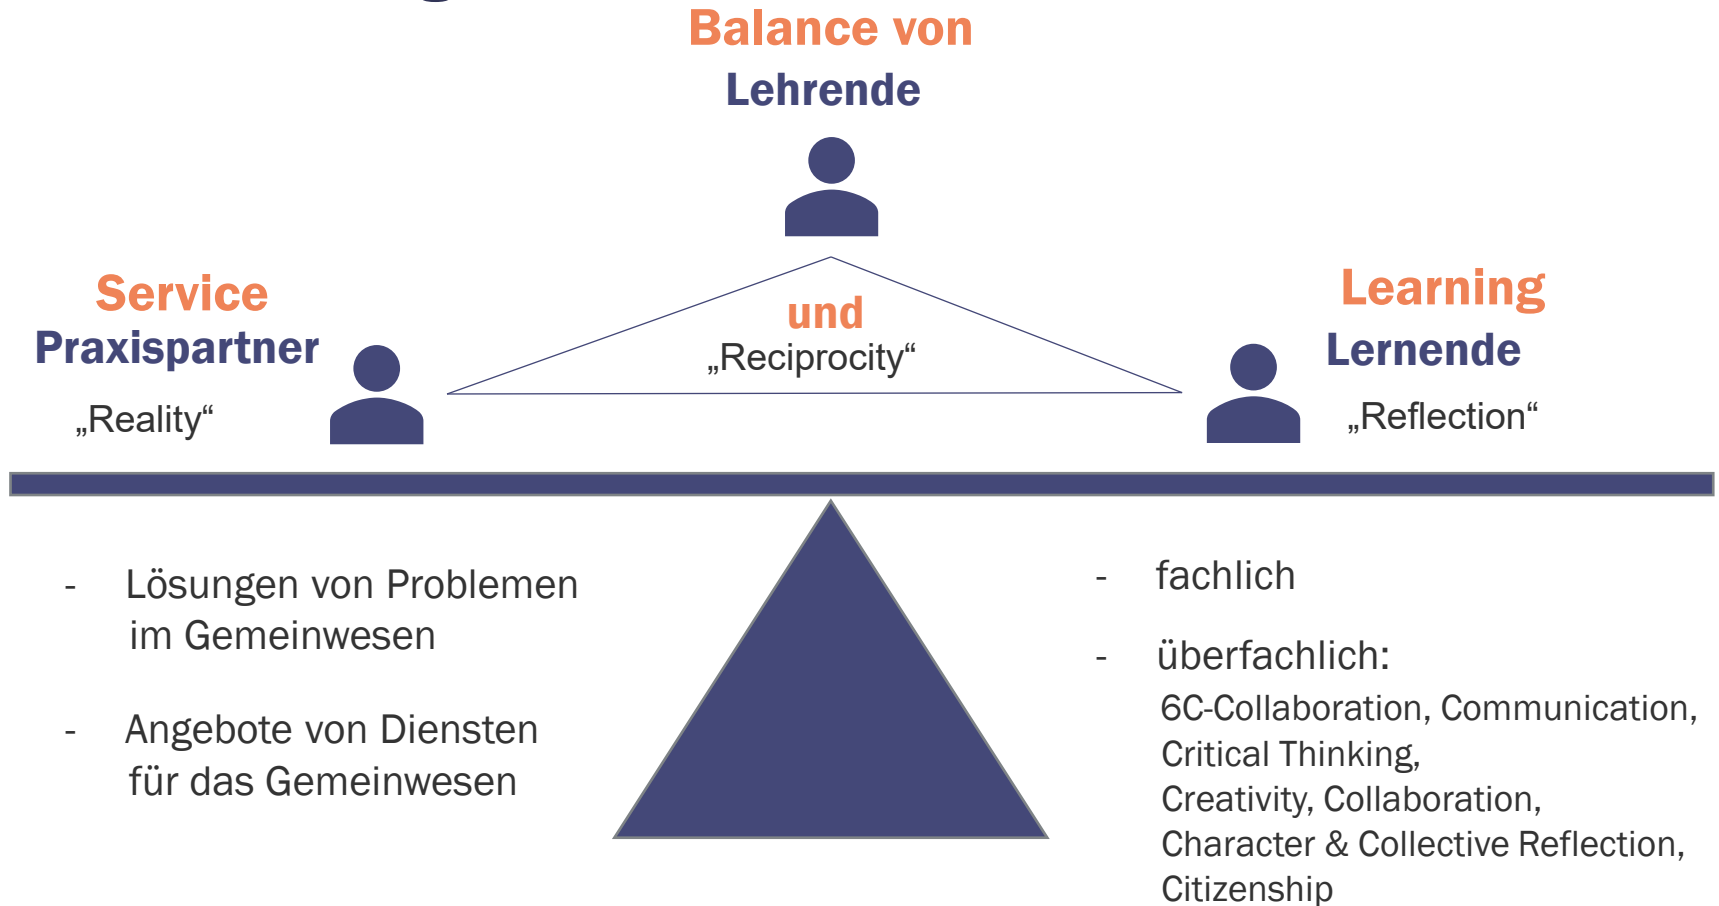 Balance von
Lehrende
Service
Praxispartner
„Reality“
und
„Reciprocity“
Learning
Lernende
„Reflection“
- Lösungen von Problemen
im Gemeinwesen
- Angebote von Diensten
für das Gemeinwesen
- fachlich
- überfachlich:
6C-Collaboration, Communication,
Critical Thinking,
Creativity, Collaboration,
Character & Collective Reflection,
Citizenship